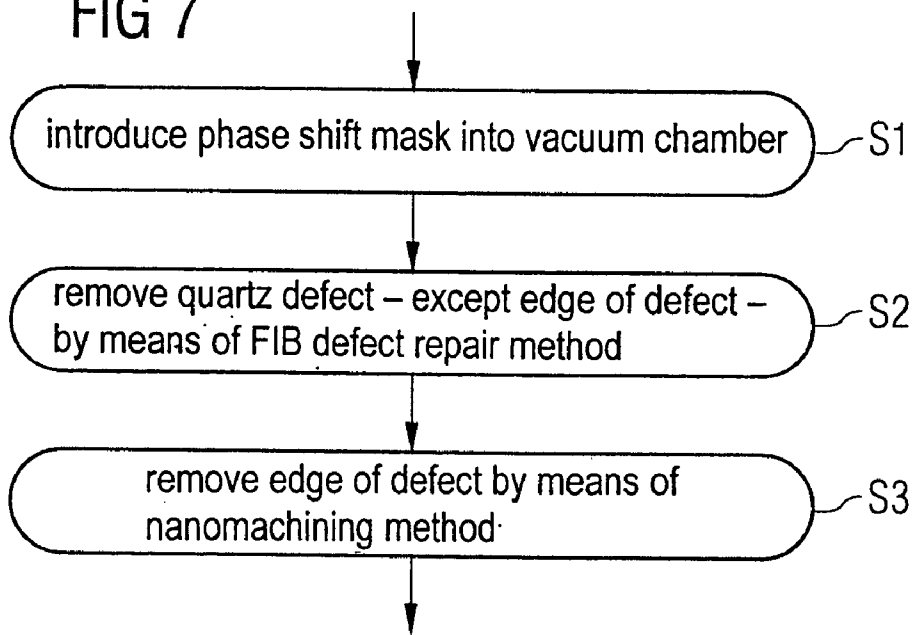 FIG 7
introduce phase shift mask into vacuum chamber
S1
remove quartz defect – except edge of defect –
by means of FIB defect repair method
S2
remove edge of defect by means of
nanomachining method
S3